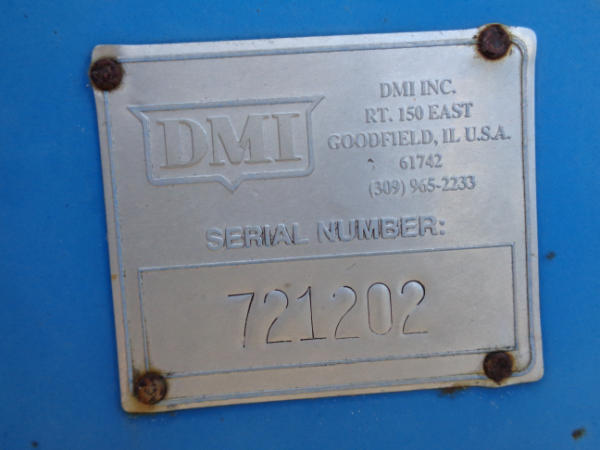 DMI
DMI INC.
RT. 150 EAST
GOODFIELD, IL U.S.A.
61742
(309) 965-2233
SERIAL NUMBER:
721202